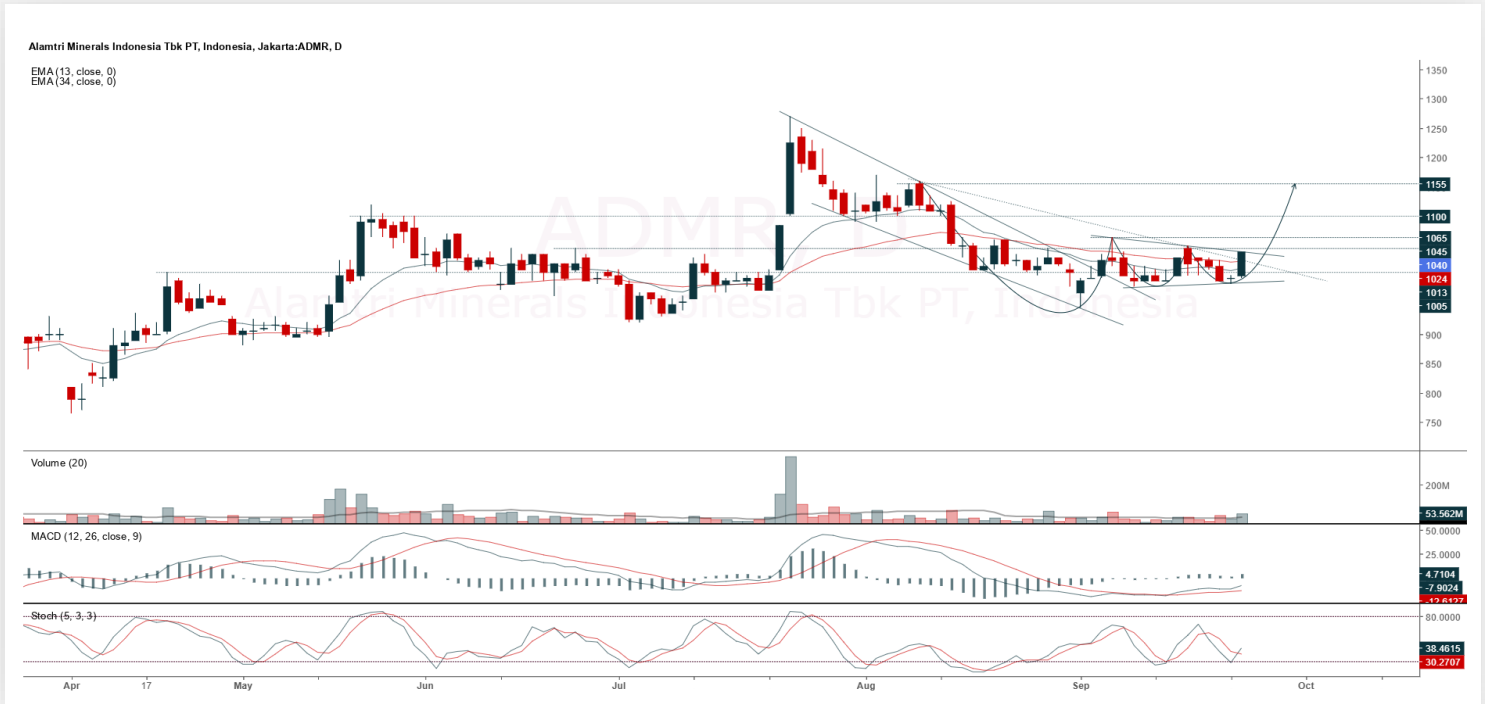 Alamtri Minerals Indonesia Tbk PT, Indonesia, Jakarta:ADMR, D
EMA (13, close, 0)
EMA (34, close, 0)
ADMR, D
Alamtri Minerals Indonesia Tbk PT, Indonesia
1350
1300
1250
1200
1155
1100
1065
1045
1040
1024
1013
1005
900
850
800
750
Volume (20)
200M
53.562M
MACD (12, 26, close, 9)
50.0000
25.0000
4.7104
-7.9024
-12.6127
Stoch (5, 3, 3)
80.0000
38.4615
30.2707
Apr
17
May
Jun
Jul
Aug
Sep
Oct